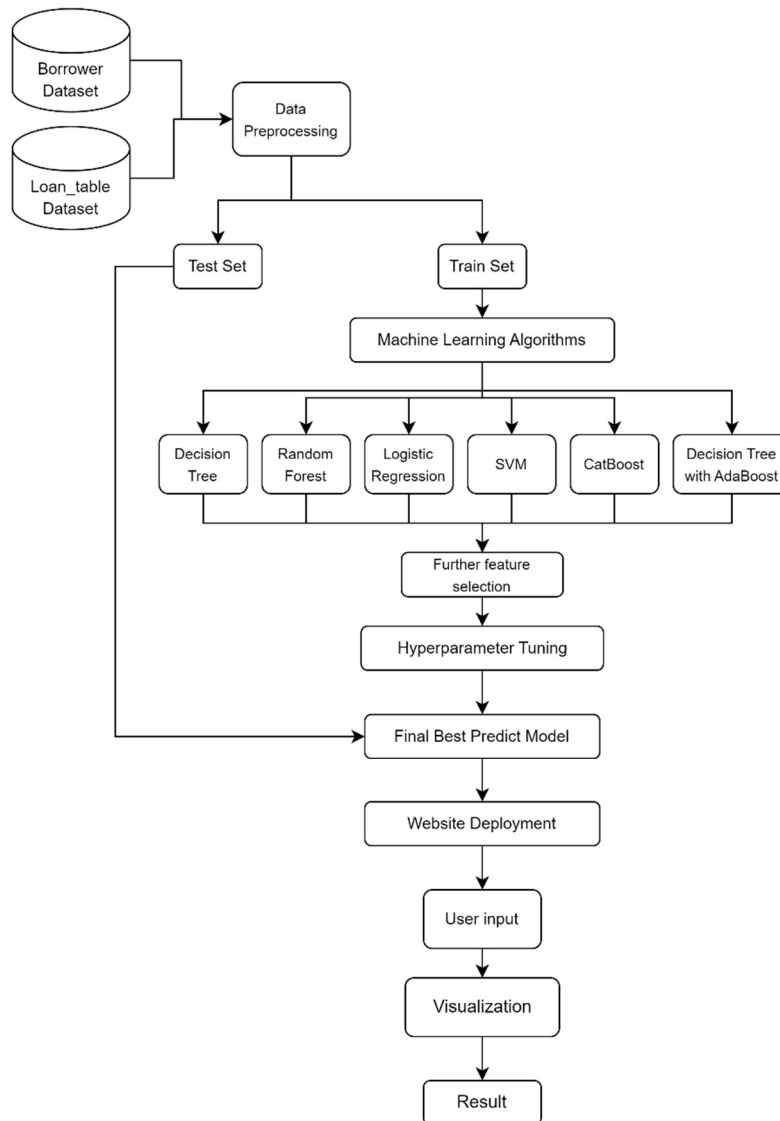 Borrower
Dataset
Data
Preprocessing
Loan_table
Dataset
Test Set
Train Set
Machine Learning Algorithms
Decision
Tree
Random
Forest
Logistic
Regression
SVM
CatBoost
Decision Tree
with AdaBoost
Further feature
selection
Hyperparameter Tuning
Final Best Predict Model
Website Deployment
User input
Visualization
Result